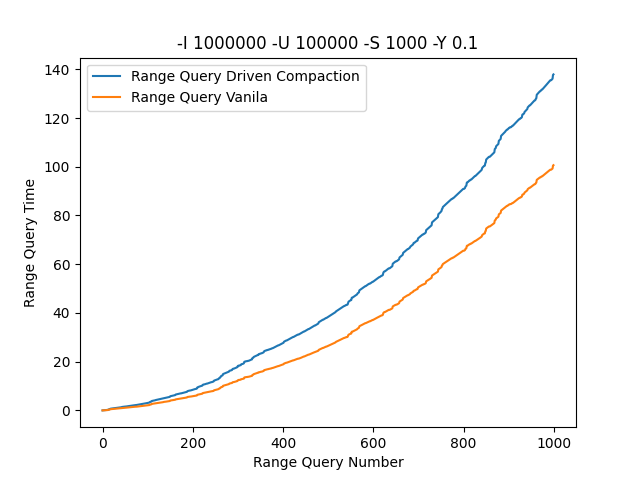 -I 1000000 -U 100000 -S 1000 -Y 0.1
Range Query Driven Compaction
Range Query Vanila
Range Query Time
140
120
100
80
60
40
20
0
0 200 400 600 800 1000
Range Query Number